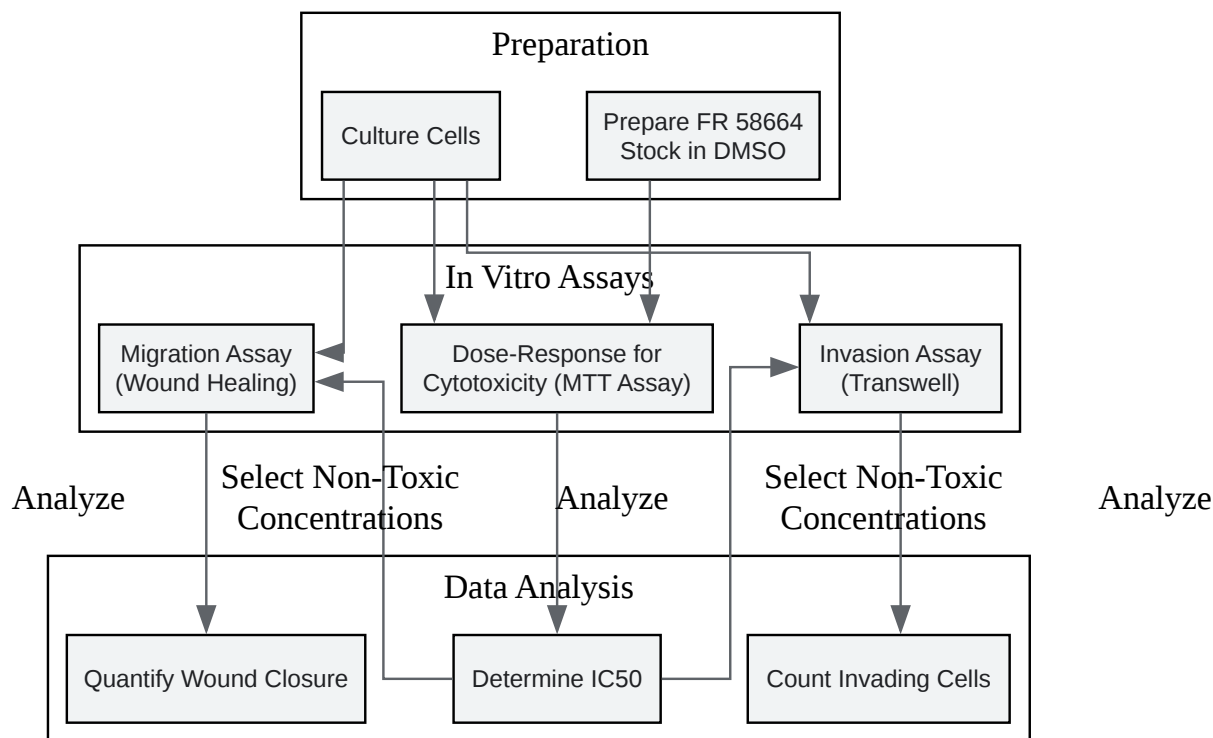 Preparation
Culture Cells
Prepare FR 58664
Stock in DMSO
In Vitro Assays
Migration Assay
(Wound Healing)
Dose-Response for
Cytotoxicity (MTT Assay)
Invasion Assay
(Transwell)
Analyze
Select Non-Toxic
Concentrations
Analyze
Select Non-Toxic
Concentrations
Analyze
Data Analysis
Quantify Wound Closure
Determine IC50
Count Invading Cells